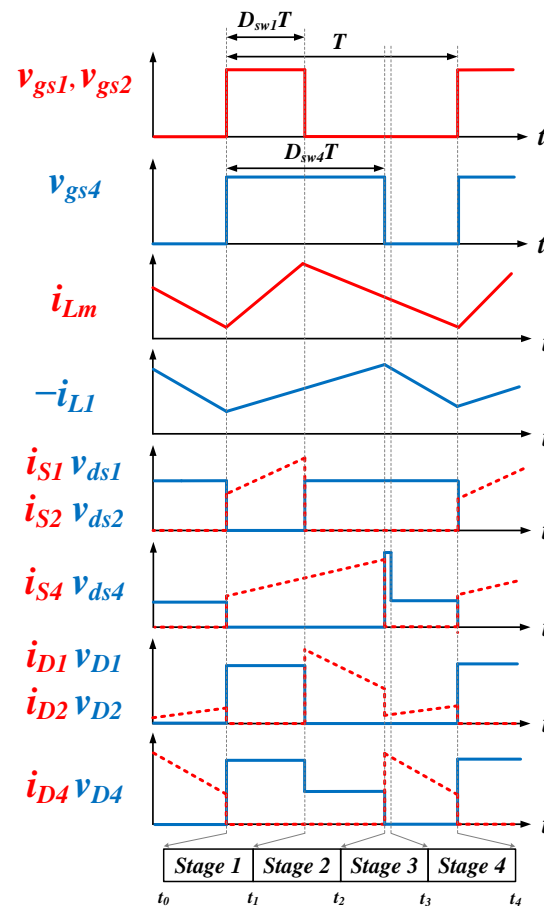 D_sw1T
T
v_gs1, v_gs2
t
D_sw4T
v_gs4
t
i_Lm
t
−i_L1
t
i_S1 v_ds1
i_S2 v_ds2
t
i_S4 v_ds4
t
i_D1 v_D1
i_D2 v_D2
t
i_D4 v_D4
t
Stage 1 Stage 2 Stage 3 Stage 4
t_0 t_1 t_2 t_3 t_4